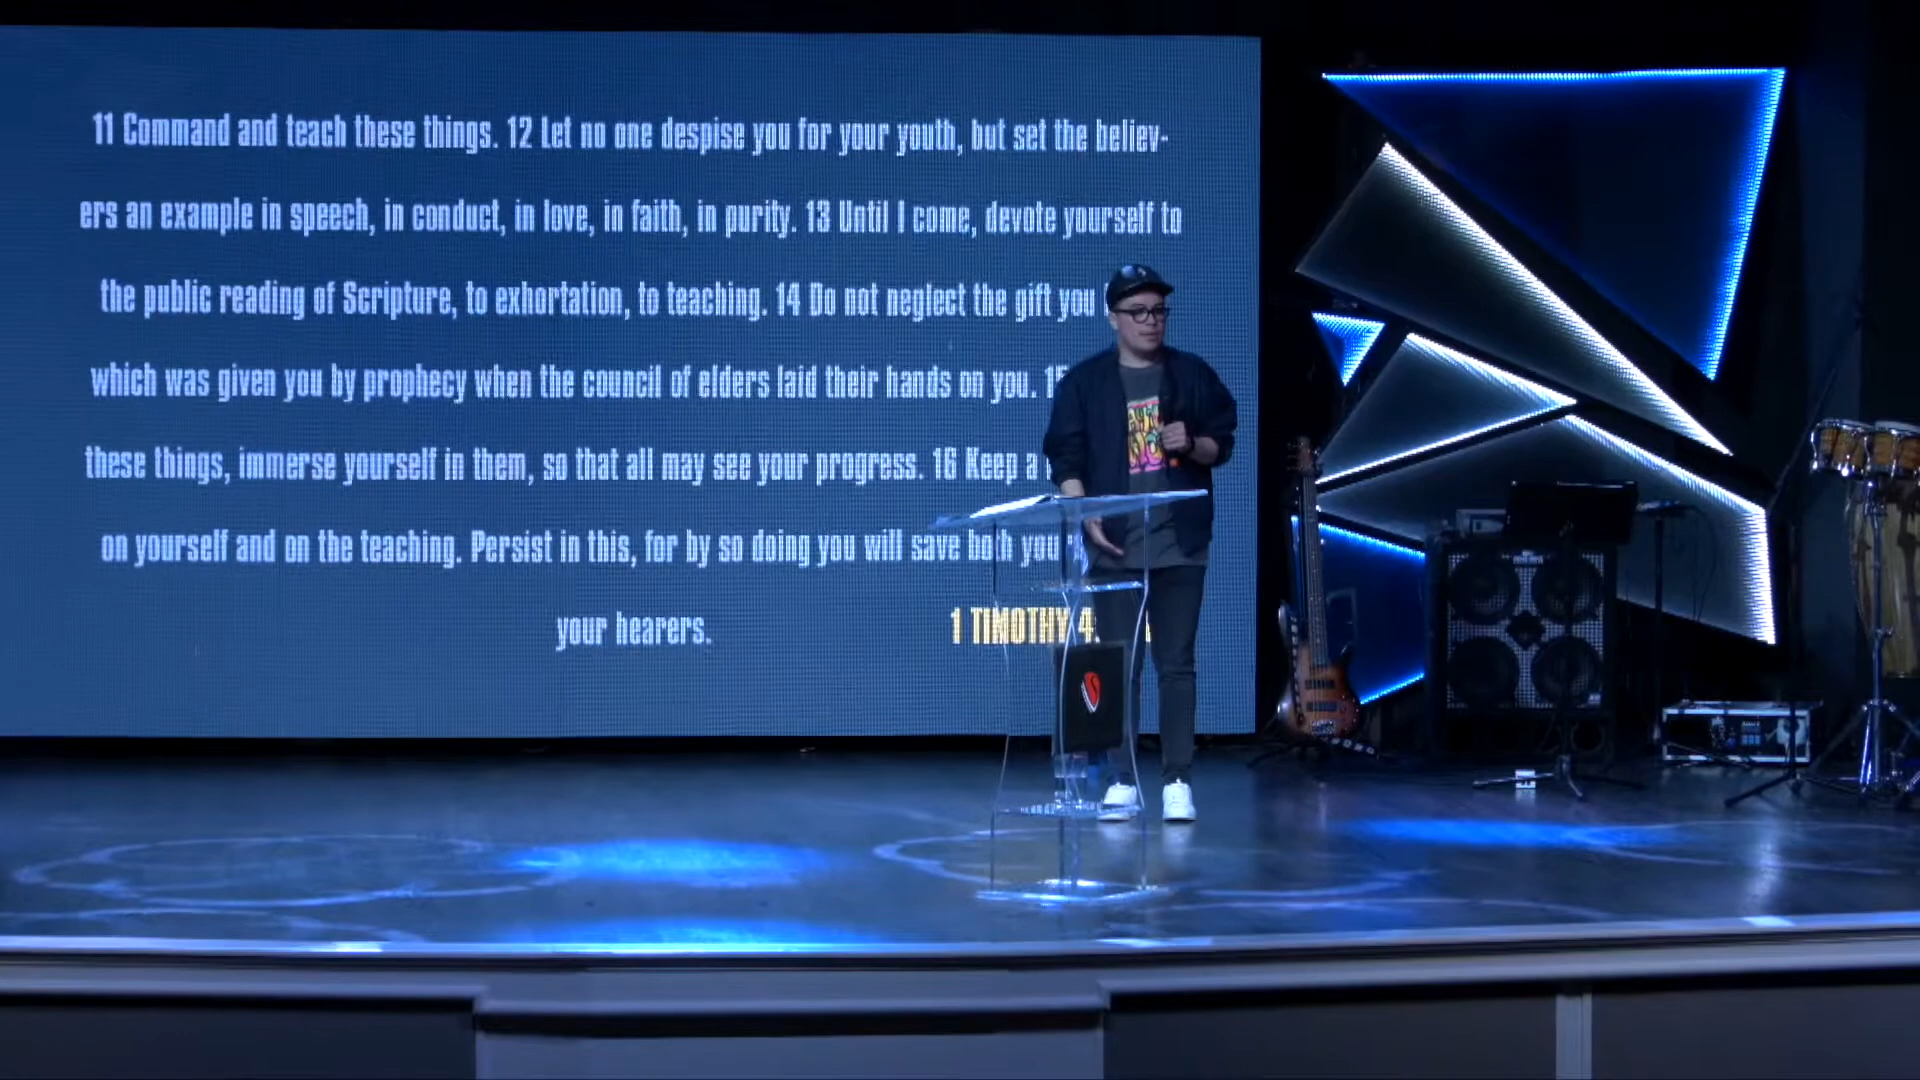 11 Command and teach these things. 12 Let no one despise you for your youth, but set the believ-
ers an example in speech, in conduct, in love, in faith, in purity. 13 Until I come, devote yourself to
the public reading of Scripture, to exhortation, to teaching. 14 Do not neglect the gift you
which was given you by prophecy when the council of elders laid their hands on you.
these things, immerse yourself in them, so that all may see your progress. 16 Keep a
on yourself and on the teaching. Persist in this, for by so doing you will save both
your hearers.
1 TIMOTHY 4